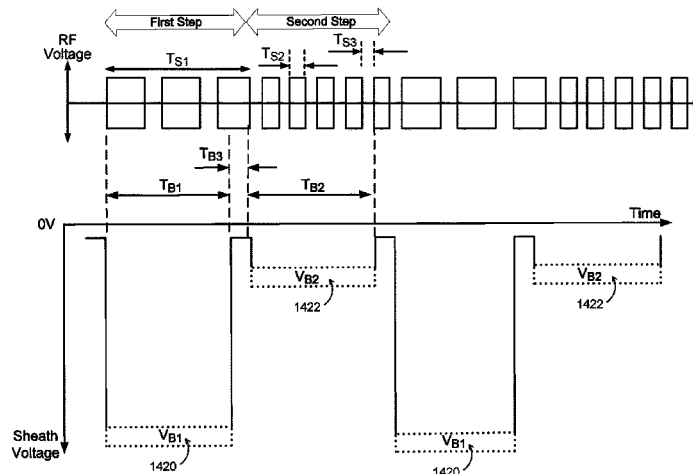 First Step
Second Step
RF
Voltage
TS1
TS2
TS3
TB3
TB1
TB2
0V
Time
VB2
1422
VB2
1422
Sheath
Voltage
VB1
1420
VB1
1420